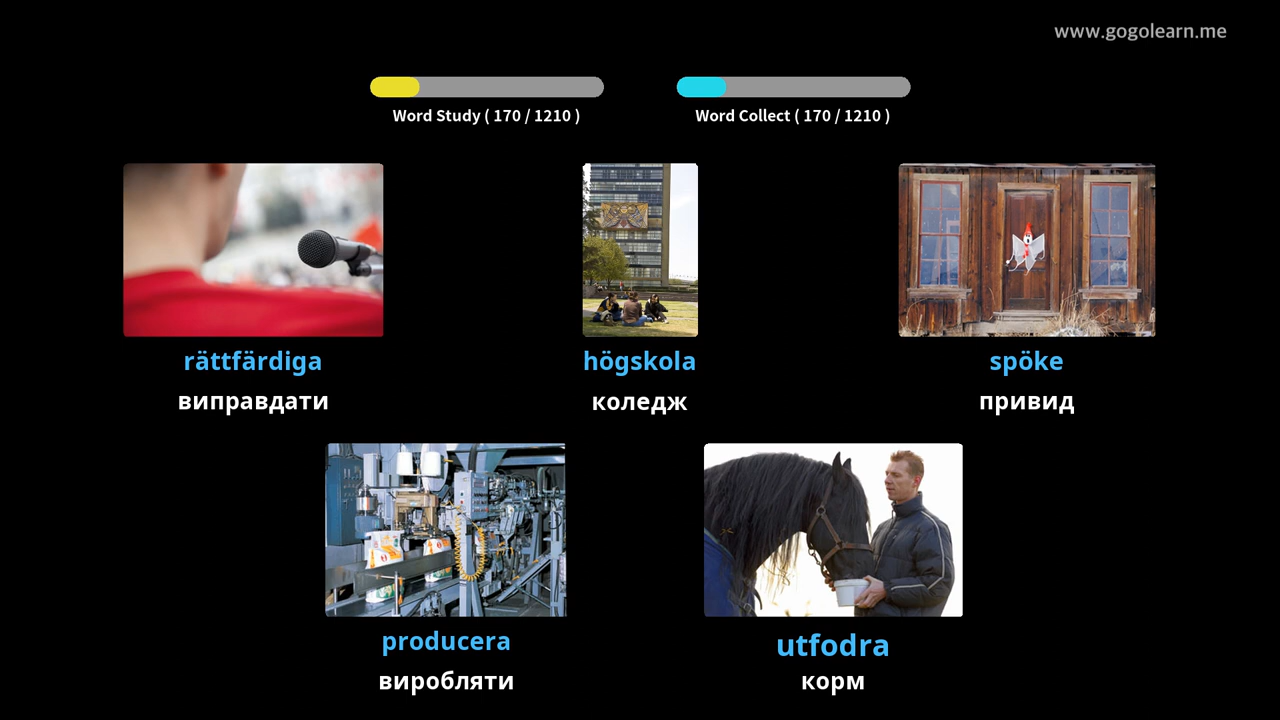 www.gogolearn.me
Word Study ( 170 / 1210 )
Word Collect ( 170 / 1210 )
rättfärdiga
виправдати
högskola
коледж
spöke
привид
producera
виробляти
utfodra
корм